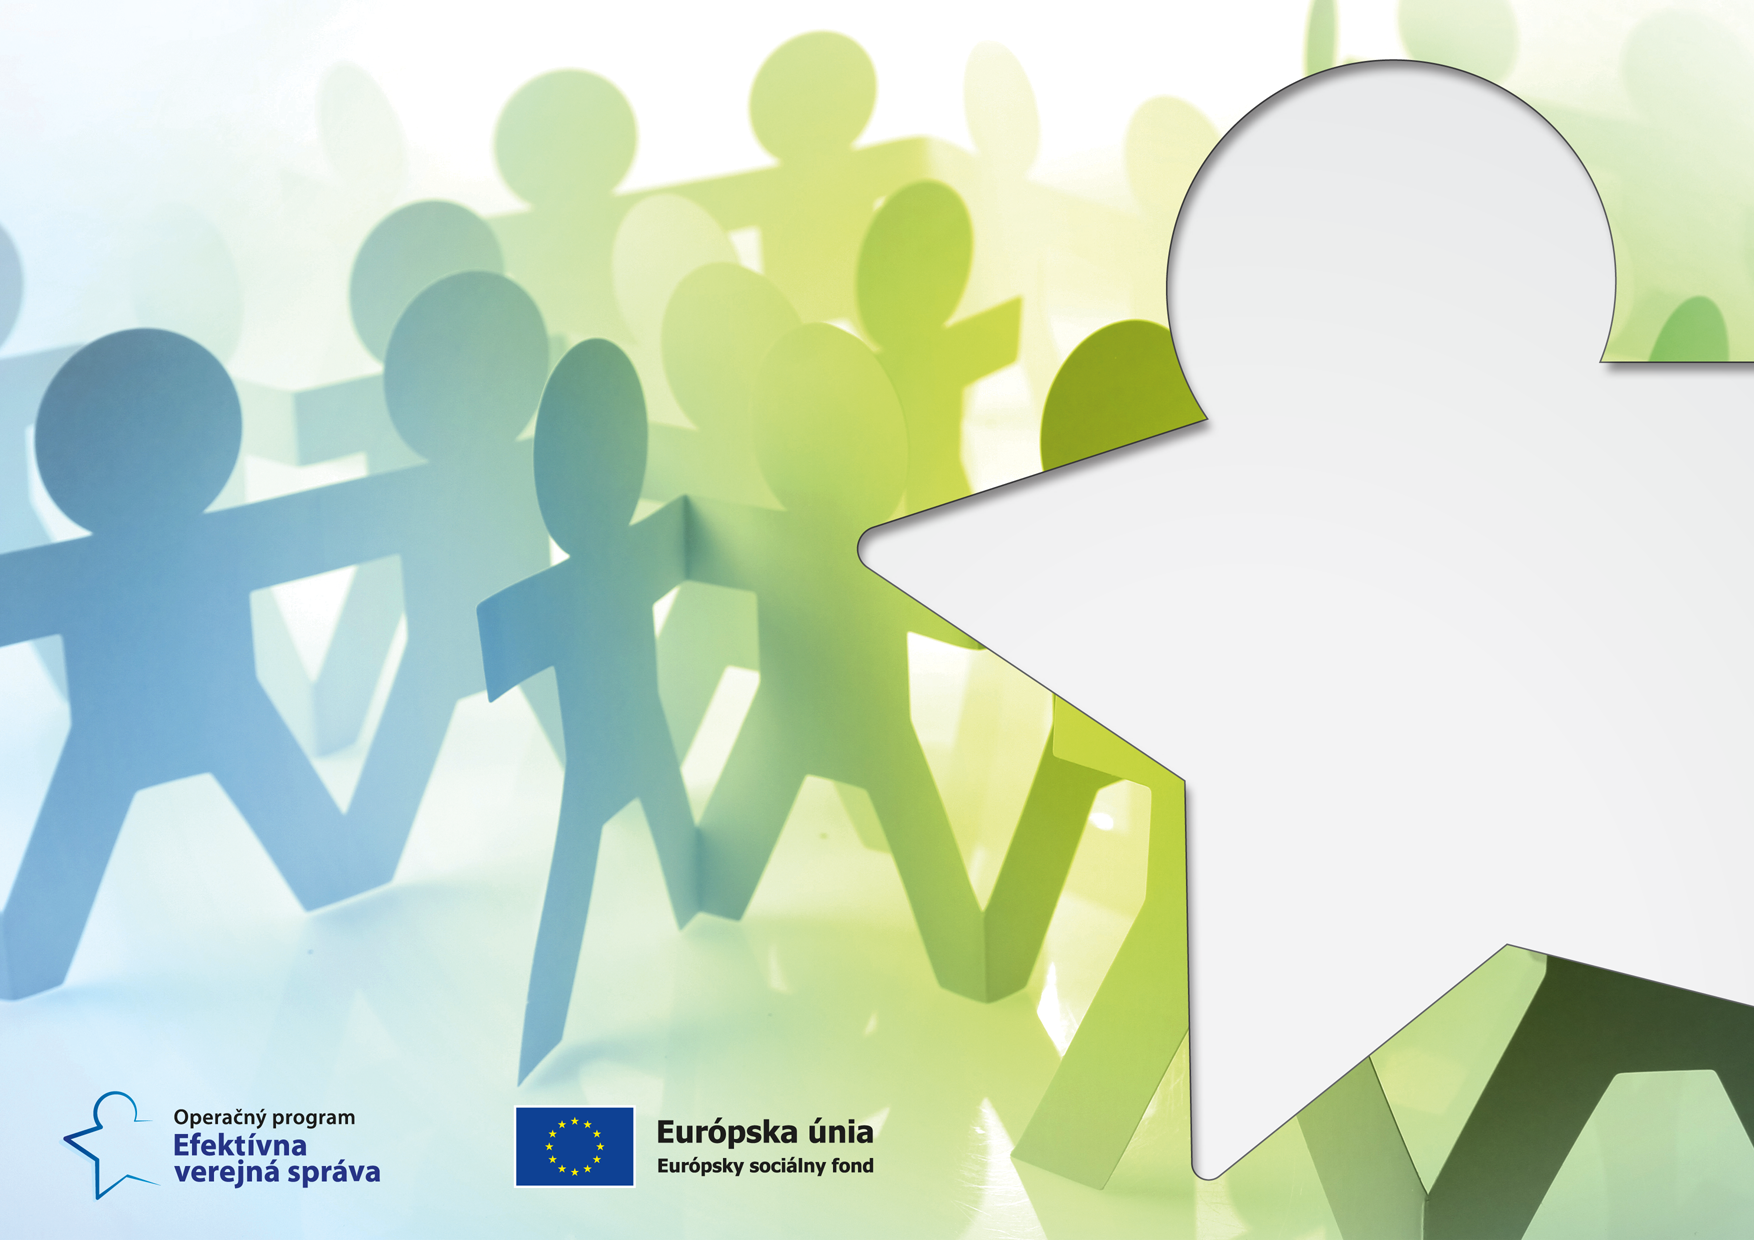 Operačný program
Efektívna
verejná správa
Európska únia
Európsky sociálny fond